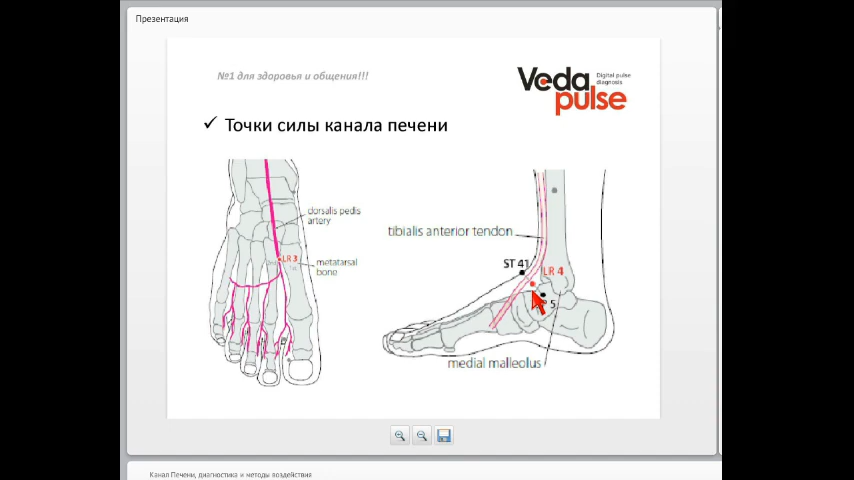 Презентация
№1 для здоровья и общения!!!
Veda
pulse
Digital pulse
diagnosis
✓ Точки силы канала печени
dorsalis pedis
artery
LR 3
metatarsal
bone
tibialis anterior tendon
ST 41
LR 4
5
medial malleolus
Канал Печени, диагностика и методы воздействия